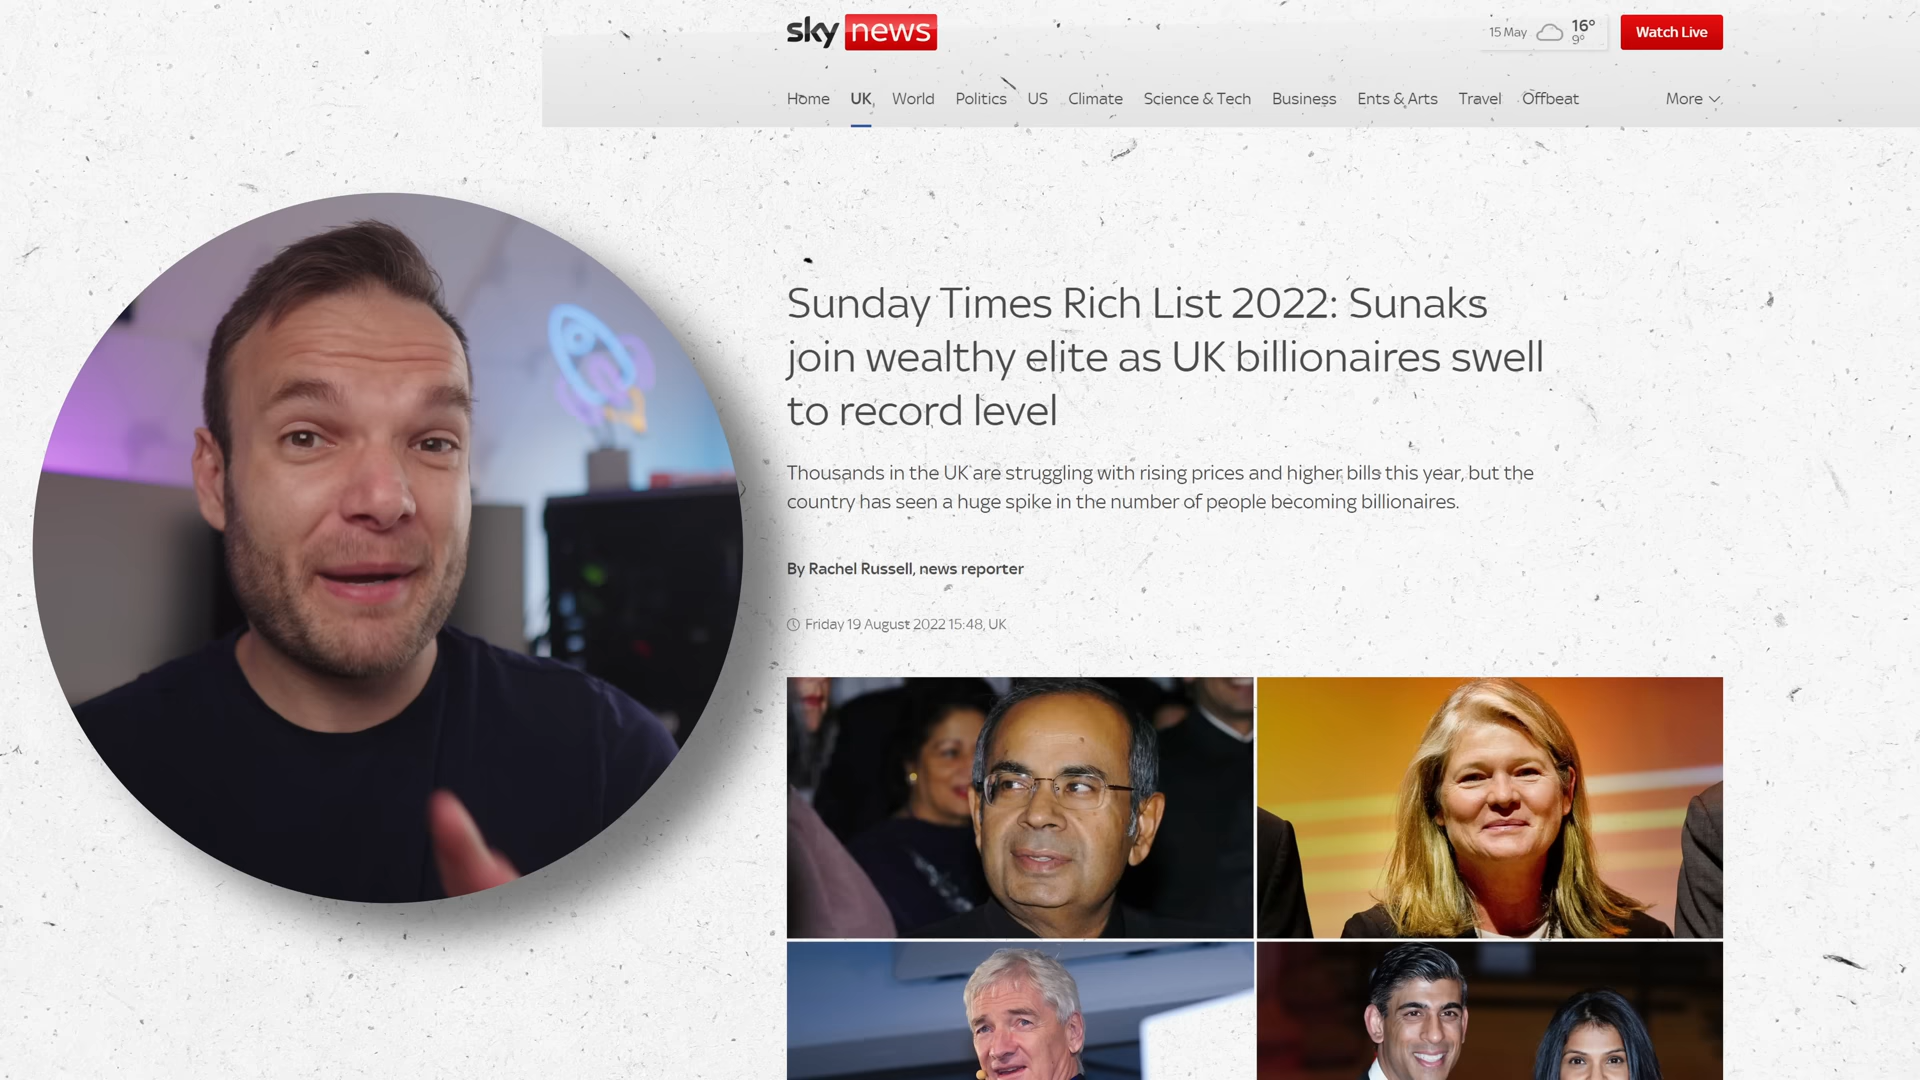 sky news
15 May 16° 9°
Watch Live
Home UK World Politics US Climate Science & Tech Business Ents & Arts Travel Offbeat More
Sunday Times Rich List 2022: Sunaks
join wealthy elite as UK billionaires swell
to record level
Thousands in the UK are struggling with rising prices and higher bills this year, but the
country has seen a huge spike in the number of people becoming billionaires.
By Rachel Russell, news reporter
Friday 19 August 2022 15:48, UK